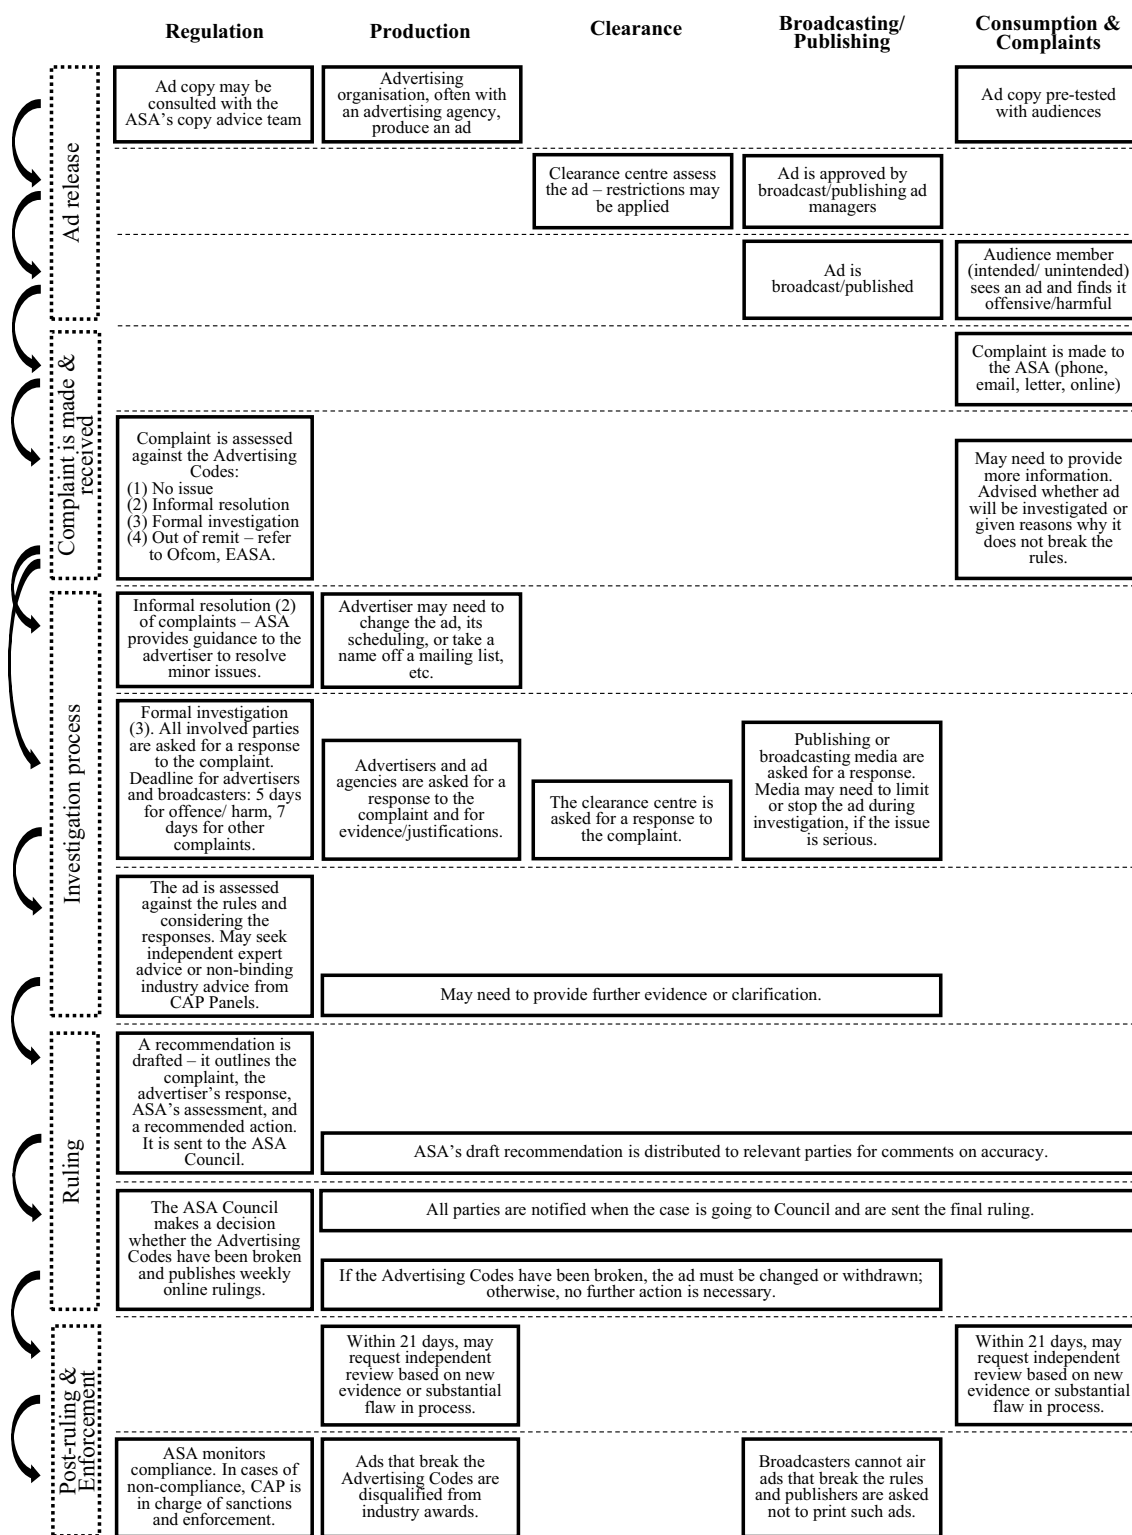 Regulation
Production
Clearance
Broadcasting/
Publishing
Consumption &
Complaints
Ad release
Ad copy may be
consulted with the
ASA's copy advice team
Advertising
organisation, often with
an advertising agency,
produce an ad
Ad copy pre-tested
with audiences
Clearance centre assess
the ad – restrictions may
be applied
Ad is approved by
broadcast/publishing ad
managers
Ad is
broadcast/published
Audience member
(intended/ unintended)
sees an ad and finds it
offensive/harmful
Complaint is made &
received
Complaint is made to
the ASA (phone,
email, letter, online)
Complaint is assessed
against the Advertising
Codes:
(1) No issue
(2) Informal resolution
(3) Formal investigation
(4) Out of remit – refer
to Ofcom, EASA.
May need to provide
more information.
Advised whether ad
will be investigated or
given reasons why it
does not break the
rules.
Investigation process
Informal resolution (2)
of complaints – ASA
provides guidance to the
advertiser to resolve
minor issues.
Advertiser may need to
change the ad, its
scheduling, or take a
name off a mailing list,
etc.
Formal investigation
(3). All involved parties
are asked for a response
to the complaint.
Deadline for advertisers
and broadcasters: 5 days
for offence/ harm, 7
days for other
complaints.
Advertisers and ad
agencies are asked for a
response to the
complaint and for
evidence/justifications.
The clearance centre is
asked for a response to
the complaint.
Publishing or
broadcasting media are
asked for a response.
Media may need to limit
or stop the ad during
investigation, if the issue
is serious.
The ad is assessed
against the rules and
considering the
responses. May seek
independent expert
advice or non-binding
industry advice from
CAP Panels.
May need to provide further evidence or clarification.
Ruling
A recommendation is
drafted – it outlines the
complaint, the
advertiser's response,
ASA's assessment, and
a recommended action.
It is sent to the ASA
Council.
ASA's draft recommendation is distributed to relevant parties for comments on accuracy.
The ASA Council
makes a decision
whether the Advertising
Codes have been broken
and publishes weekly
online rulings.
All parties are notified when the case is going to Council and are sent the final ruling.
If the Advertising Codes have been broken, the ad must be changed or withdrawn;
otherwise, no further action is necessary.
Post-ruling &
Enforcement
Within 21 days, may
request independent
review based on new
evidence or substantial
flaw in process.
Within 21 days, may
request independent
review based on new
evidence or substantial
flaw in process.
ASA monitors
compliance. In cases of
non-compliance, CAP is
in charge of sanctions
and enforcement.
Ads that break the
Advertising Codes are
disqualified from
industry awards.
Broadcasters cannot air
ads that break the rules
and publishers are asked
not to print such ads.